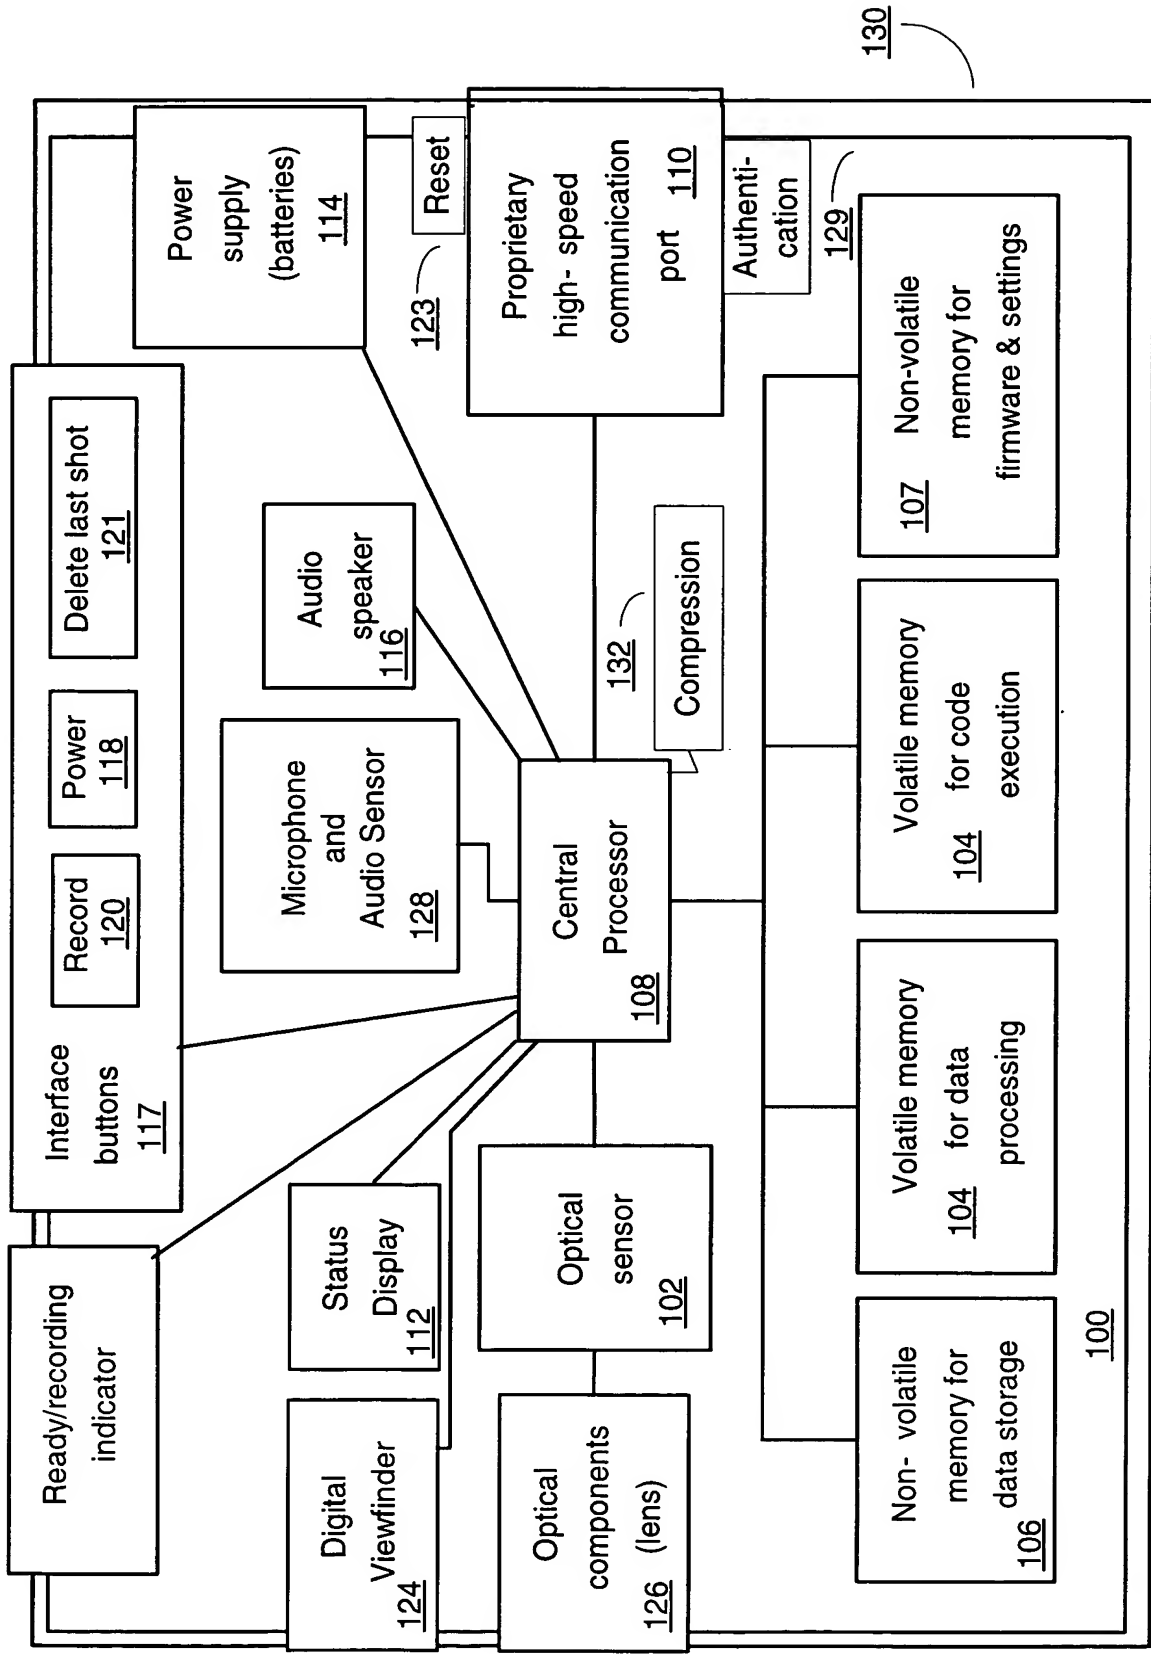 Ready/recording
indicator
Interface
buttons
117
Record
120
Power
118
Delete last shot
121
Power
supply
(batteries)
114
Digital
Viewfinder
124
Status
Display
112
Microphone
and
Audio Sensor
128
Audio
speaker
116
123
Reset
Optical
components
(lens)
126
Optical
sensor
102
Central
Processor
108
132
Compression
Proprietary
high- speed
communication
port
110
Authenti-
cation
129
130
Non- volatile
memory for
data storage
106
Volatile memory
for data
processing
104
Volatile memory
for code
execution
104
Non-volatile
memory for
firmware & settings
107
100